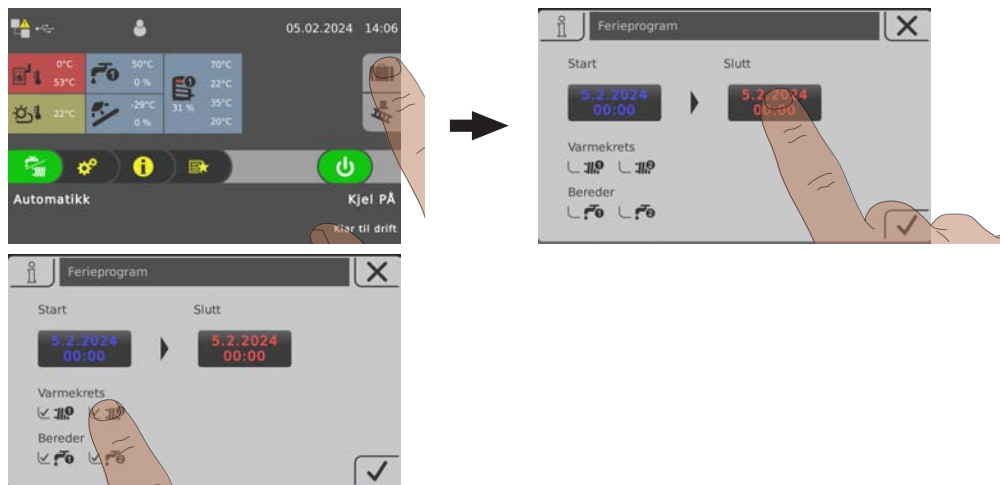 05.02.2024 14:06
0°C
53°C
50°C
0 %
70°C
22°C
22°C
-29°C
0 %
31 %
35°C
20°C
Automatikk
Kjel PÅ
Klar til drift
Ferieprogram
Start
Slutt
5.2.2024
00:00
5.2.2024
00:00
Varmekrets
Bereder
Ferieprogram
Start
Slutt
5.2.2024
00:00
5.2.2024
00:00
Varmekrets
Bereder